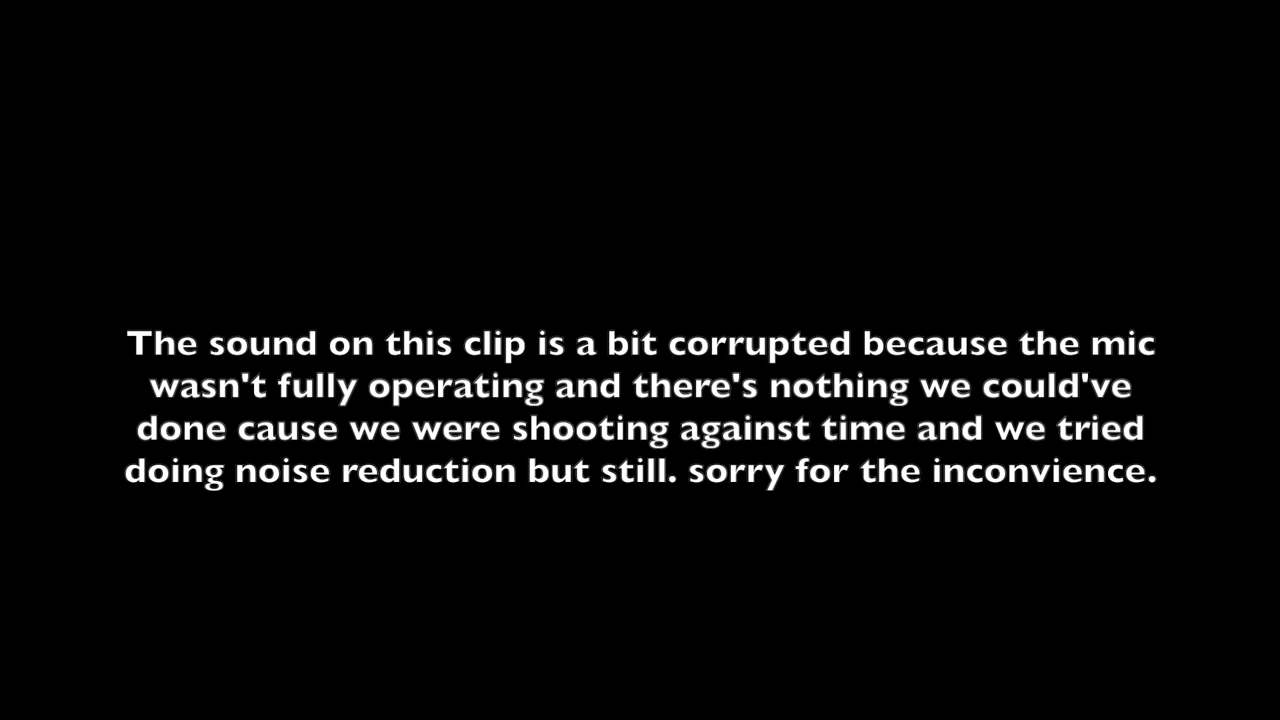 The sound on this clip is a bit corrupted because the mic
wasn't fully operating and there's nothing we could've
done cause we were shooting against time and we tried
doing noise reduction but still. sorry for the inconvience.